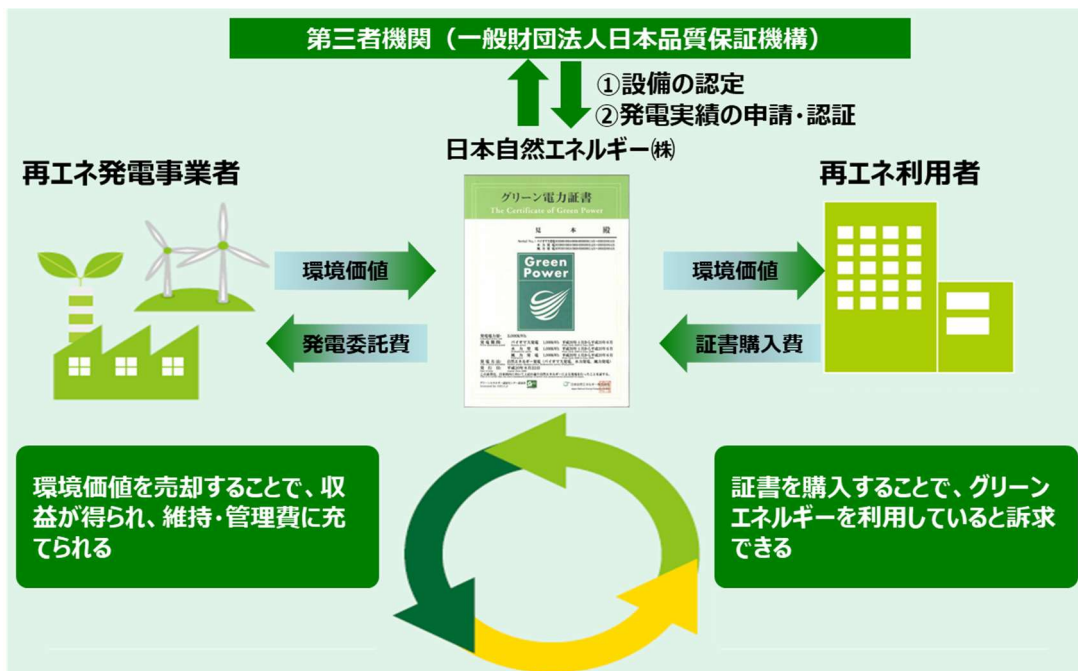 第三者機関（一般財団法人日本品質保証機構）
①設備の認定
②発電実績の申請・認証
日本自然エネルギー㈱
再エネ発電事業者
再エネ利用者
グリーン電力証書
The Certificate of Green Power
見 本 殿
Green
Power
環境価値
環境価値
発電委託費
証書購入費
環境価値を売却することで、収
益が得られ、維持・管理費に充
てられる
証書を購入することで、グリーン
エネルギーを利用していると訴求
できる